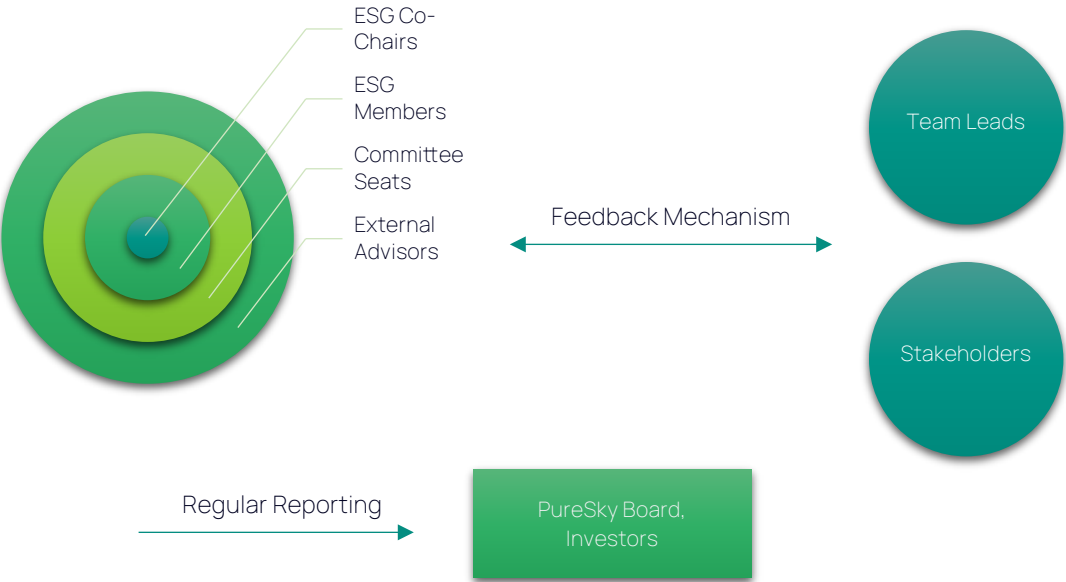 ESG Co-
Chairs
ESG
Members
Committee
Seats
External
Advisors
Feedback Mechanism
Team Leads
Stakeholders
Regular Reporting
PureSky Board,
Investors